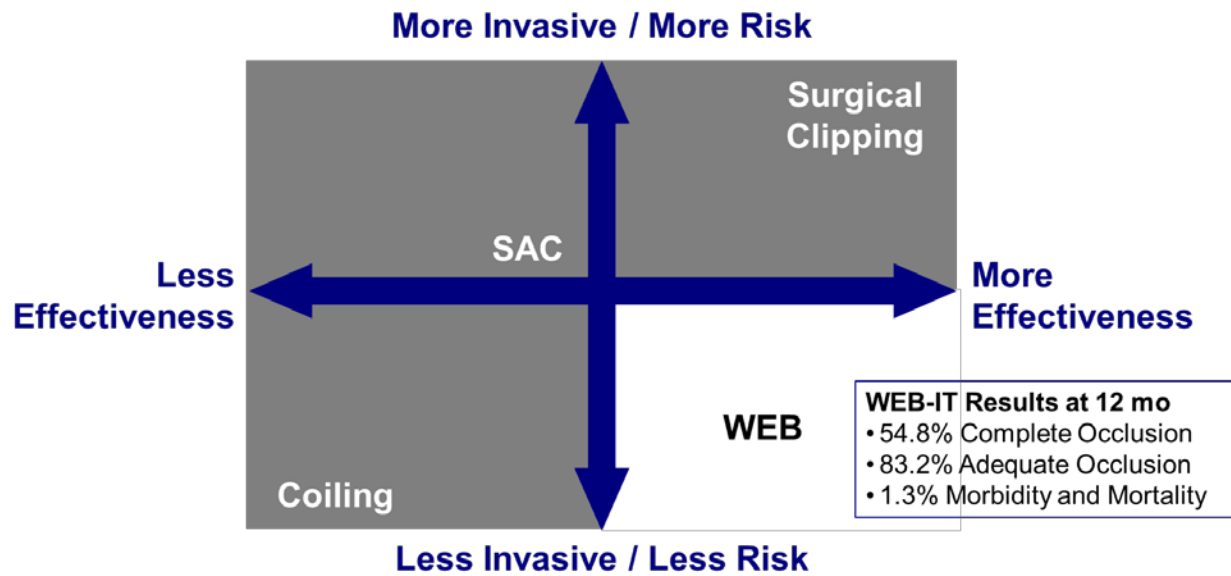 More Invasive / More Risk
Surgical
Clipping
SAC
Less
Effectiveness
More
Effectiveness
WEB-IT Results at 12 mo
• 54.8% Complete Occlusion
• 83.2% Adequate Occlusion
• 1.3% Morbidity and Mortality
WEB
Coiling
Less Invasive / Less Risk